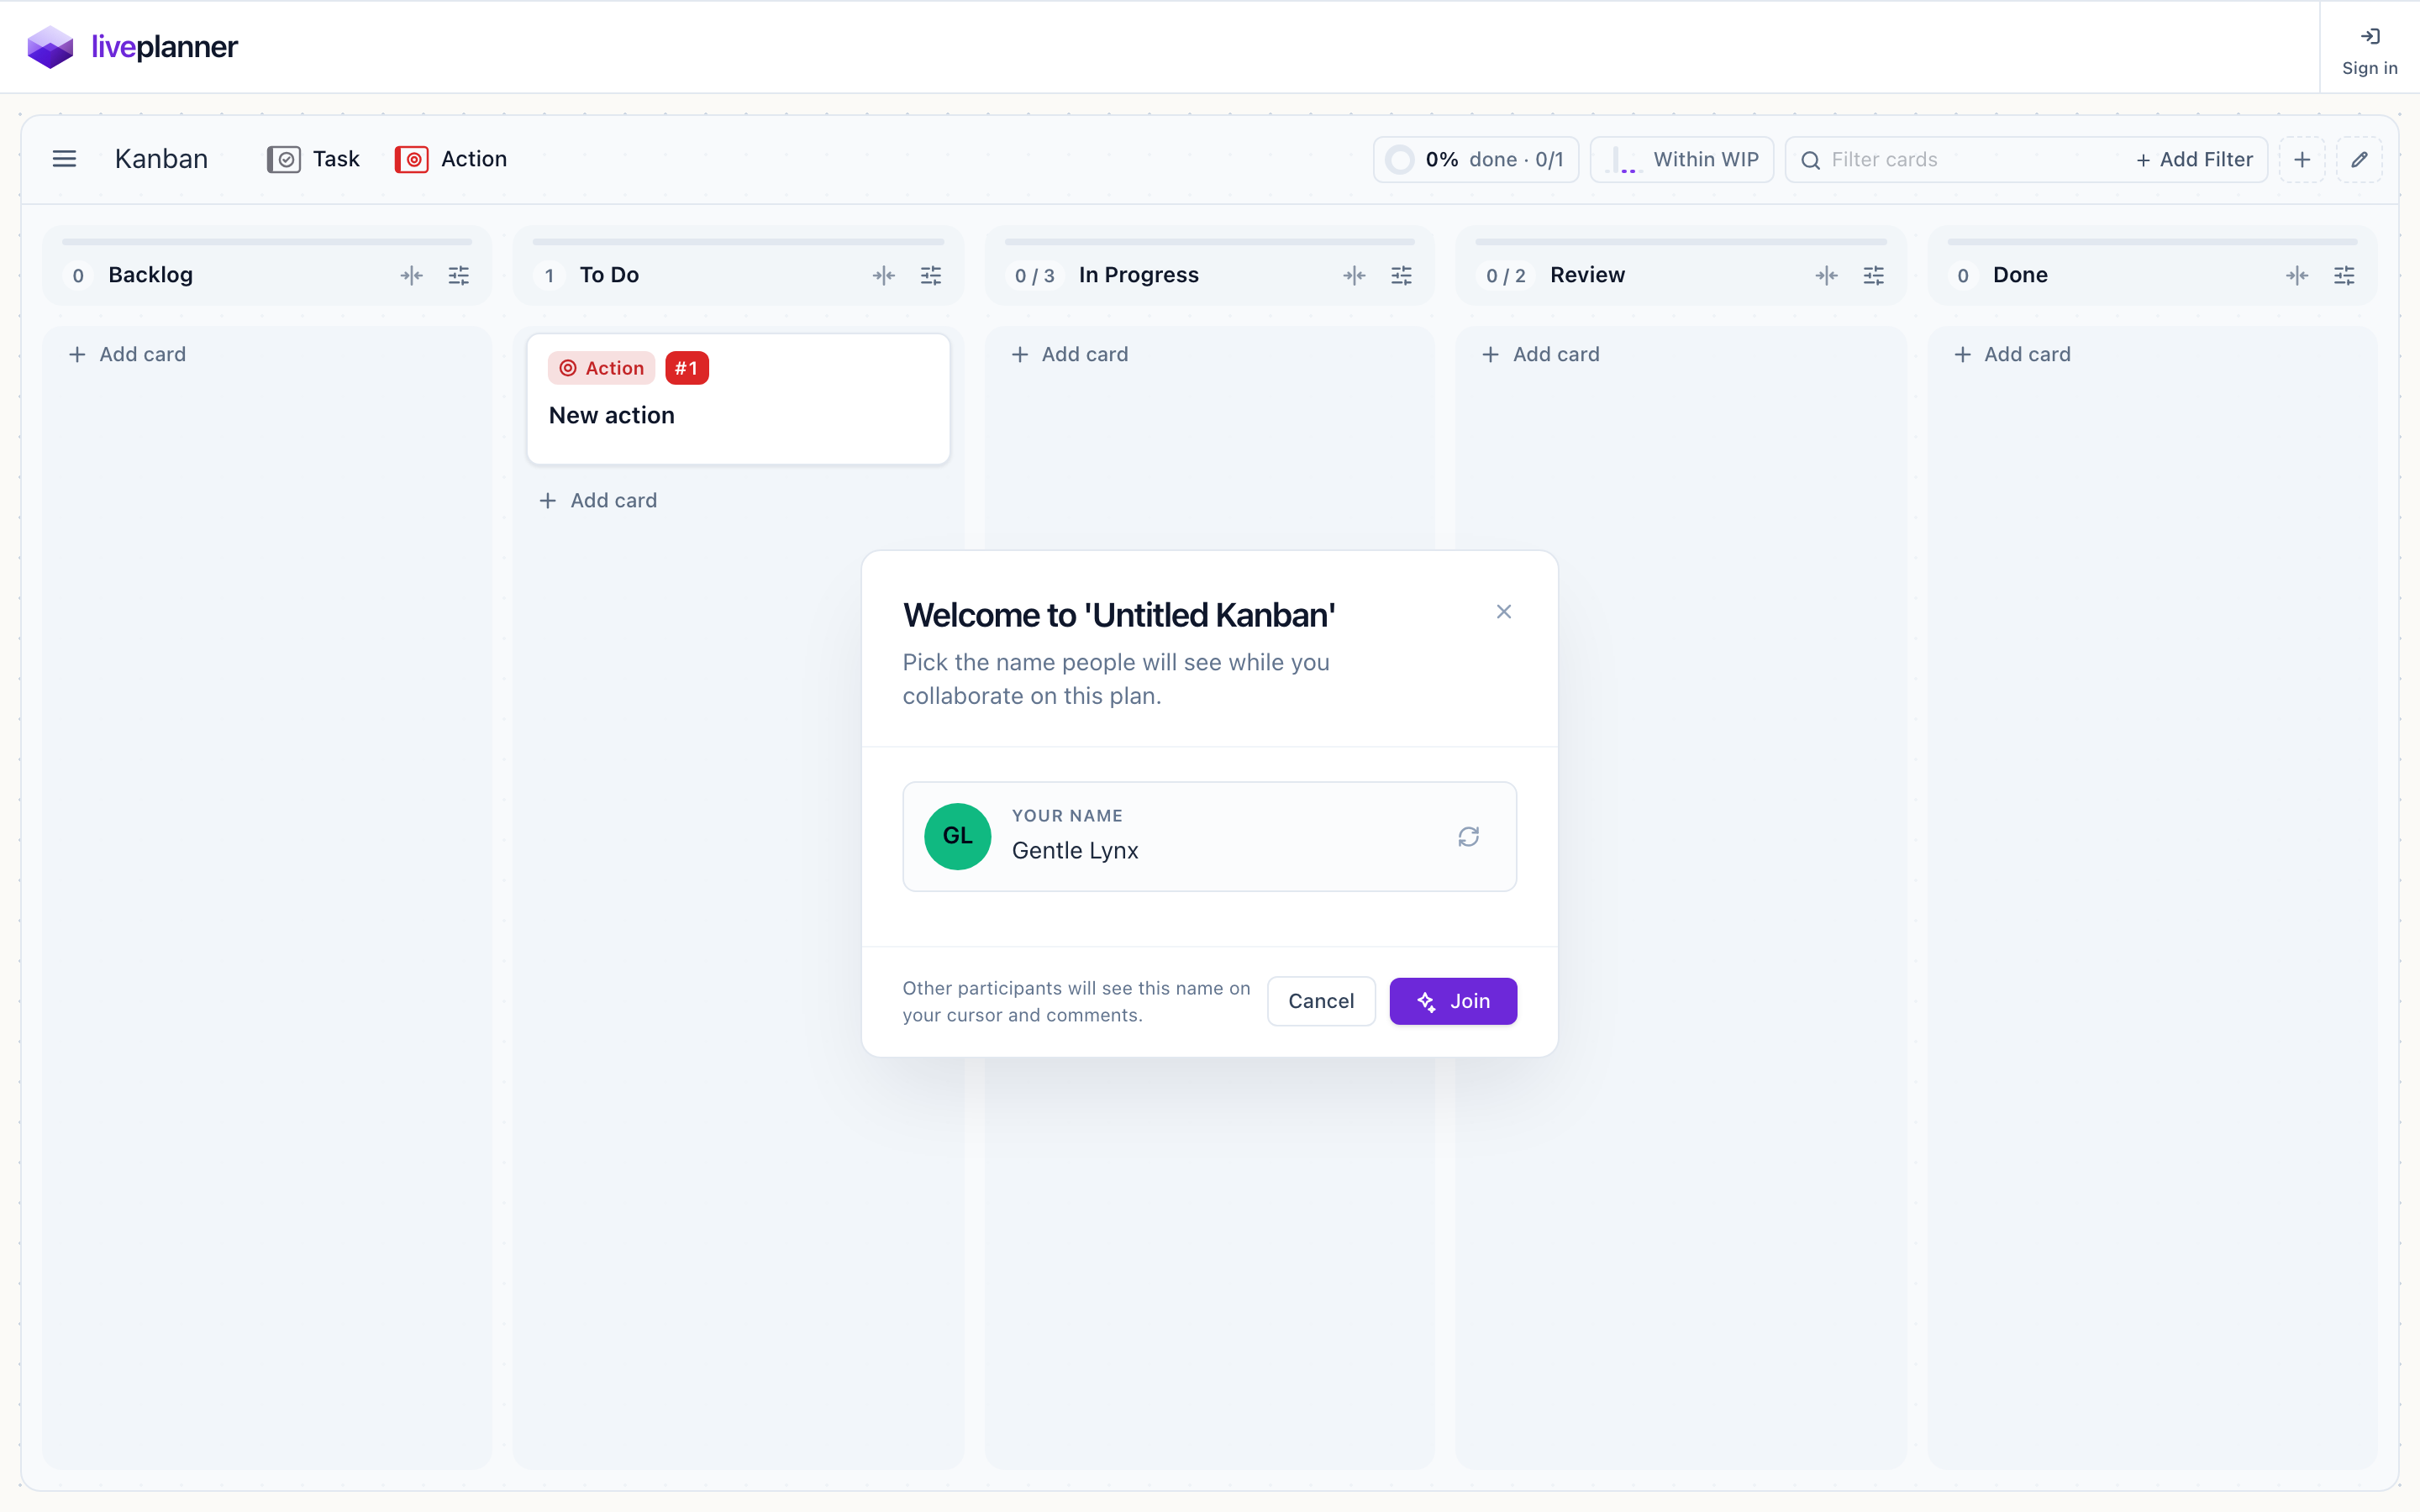 liveplanner
Sign in
Kanban
Task
Action
0% done · 0/1
Within WIP
Filter cards
+ Add Filter
0 Backlog
1 To Do
0 / 3 In Progress
0 / 2 Review
0 Done
+ Add card
Action #1
New action
+ Add card
+ Add card
+ Add card
+ Add card
Welcome to 'Untitled Kanban'
Pick the name people will see while you
collaborate on this plan.
GL
YOUR NAME
Gentle Lynx
Other participants will see this name on
your cursor and comments.
Cancel
Join